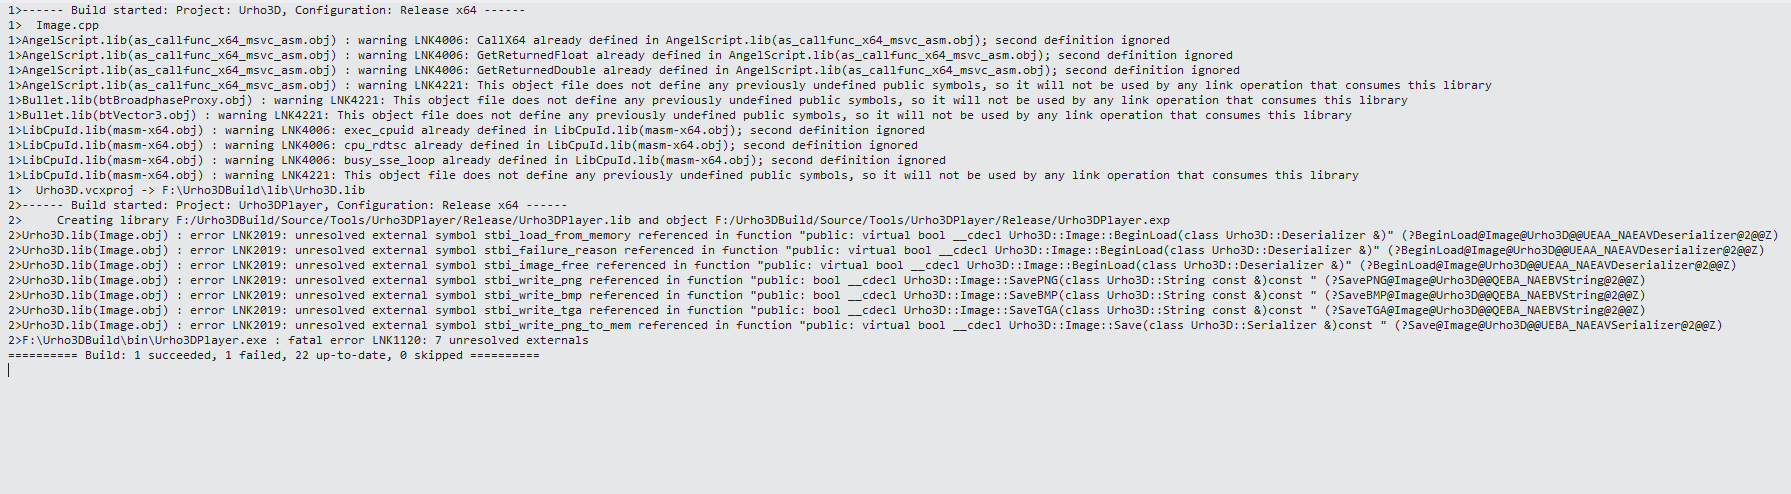 1>------ Build started: Project: Urho3D, Configuration: Release x64 ------
1>  Image.cpp
1>AngelScript.lib(as_callfunc_x64_msvc_asm.obj) : warning LNK4006: CallX64 already defined in AngelScript.lib(as_callfunc_x64_msvc_asm.obj); second definition ignored
1>AngelScript.lib(as_callfunc_x64_msvc_asm.obj) : warning LNK4006: GetReturnedFloat already defined in AngelScript.lib(as_callfunc_x64_msvc_asm.obj); second definition ignored
1>AngelScript.lib(as_callfunc_x64_msvc_asm.obj) : warning LNK4006: GetReturnedDouble already defined in AngelScript.lib(as_callfunc_x64_msvc_asm.obj); second definition ignored
1>AngelScript.lib(as_callfunc_x64_msvc_asm.obj) : warning LNK4221: This object file does not define any previously undefined public symbols, so it will not be used by any link operation that consumes this library
1>Bullet.lib(btBroadphaseProxy.obj) : warning LNK4221: This object file does not define any previously undefined public symbols, so it will not be used by any link operation that consumes this library
1>Bullet.lib(btVector3.obj) : warning LNK4221: This object file does not define any previously undefined public symbols, so it will not be used by any link operation that consumes this library
1>LibCpuId.lib(masm-x64.obj) : warning LNK4006: exec_cpuid already defined in LibCpuId.lib(masm-x64.obj); second definition ignored
1>LibCpuId.lib(masm-x64.obj) : warning LNK4006: cpu_rdtsc already defined in LibCpuId.lib(masm-x64.obj); second definition ignored
1>LibCpuId.lib(masm-x64.obj) : warning LNK4006: busy_sse_loop already defined in LibCpuId.lib(masm-x64.obj); second definition ignored
1>LibCpuId.lib(masm-x64.obj) : warning LNK4221: This object file does not define any previously undefined public symbols, so it will not be used by any link operation that consumes this library
1>  Urho3D.vcxproj -> F:\Urho3DBuild\lib\Urho3D.lib
2>------ Build started: Project: Urho3DPlayer, Configuration: Release x64 ------
2>     Creating library F:/Urho3DBuild/Source/Tools/Urho3DPlayer/Release/Urho3DPlayer.lib and object F:/Urho3DBuild/Source/Tools/Urho3DPlayer/Release/Urho3DPlayer.exp
2>Urho3D.lib(Image.obj) : error LNK2019: unresolved external symbol stbi_load_from_memory referenced in function "public: virtual bool __cdecl Urho3D::Image::BeginLoad(class Urho3D::Deserializer &)" (?BeginLoad@Image@Urho3D@@UEAA_NAEAVDeserializer@2@@Z)
2>Urho3D.lib(Image.obj) : error LNK2019: unresolved external symbol stbi_failure_reason referenced in function "public: virtual bool __cdecl Urho3D::Image::BeginLoad(class Urho3D::Deserializer &)" (?BeginLoad@Image@Urho3D@@UEAA_NAEAVDeserializer@2@@Z)
2>Urho3D.lib(Image.obj) : error LNK2019: unresolved external symbol stbi_image_free referenced in function "public: virtual bool __cdecl Urho3D::Image::BeginLoad(class Urho3D::Deserializer &)" (?BeginLoad@Image@Urho3D@@UEAA_NAEAVDeserializer@2@@Z)
2>Urho3D.lib(Image.obj) : error LNK2019: unresolved external symbol stbi_write_png referenced in function "public: bool __cdecl Urho3D::Image::SavePNG(class Urho3D::String const &)const " (?SavePNG@Image@Urho3D@@QEBA_NAEBVString@2@@Z)
2>Urho3D.lib(Image.obj) : error LNK2019: unresolved external symbol stbi_write_bmp referenced in function "public: bool __cdecl Urho3D::Image::SaveBMP(class Urho3D::String const &)const " (?SaveBMP@Image@Urho3D@@QEBA_NAEBVString@2@@Z)
2>Urho3D.lib(Image.obj) : error LNK2019: unresolved external symbol stbi_write_tga referenced in function "public: bool __cdecl Urho3D::Image::SaveTGA(class Urho3D::String const &)const " (?SaveTGA@Image@Urho3D@@QEBA_NAEBVString@2@@Z)
2>Urho3D.lib(Image.obj) : error LNK2019: unresolved external symbol stbi_write_png_to_mem referenced in function "public: virtual bool __cdecl Urho3D::Image::Save(class Urho3D::Serializer &)const " (?Save@Image@Urho3D@@UEBA_NAEAVSerializer@2@@Z)
2>F:\Urho3DBuild\bin\Urho3DPlayer.exe : fatal error LNK1120: 7 unresolved externals
========== Build: 1 succeeded, 1 failed, 22 up-to-date, 0 skipped ==========